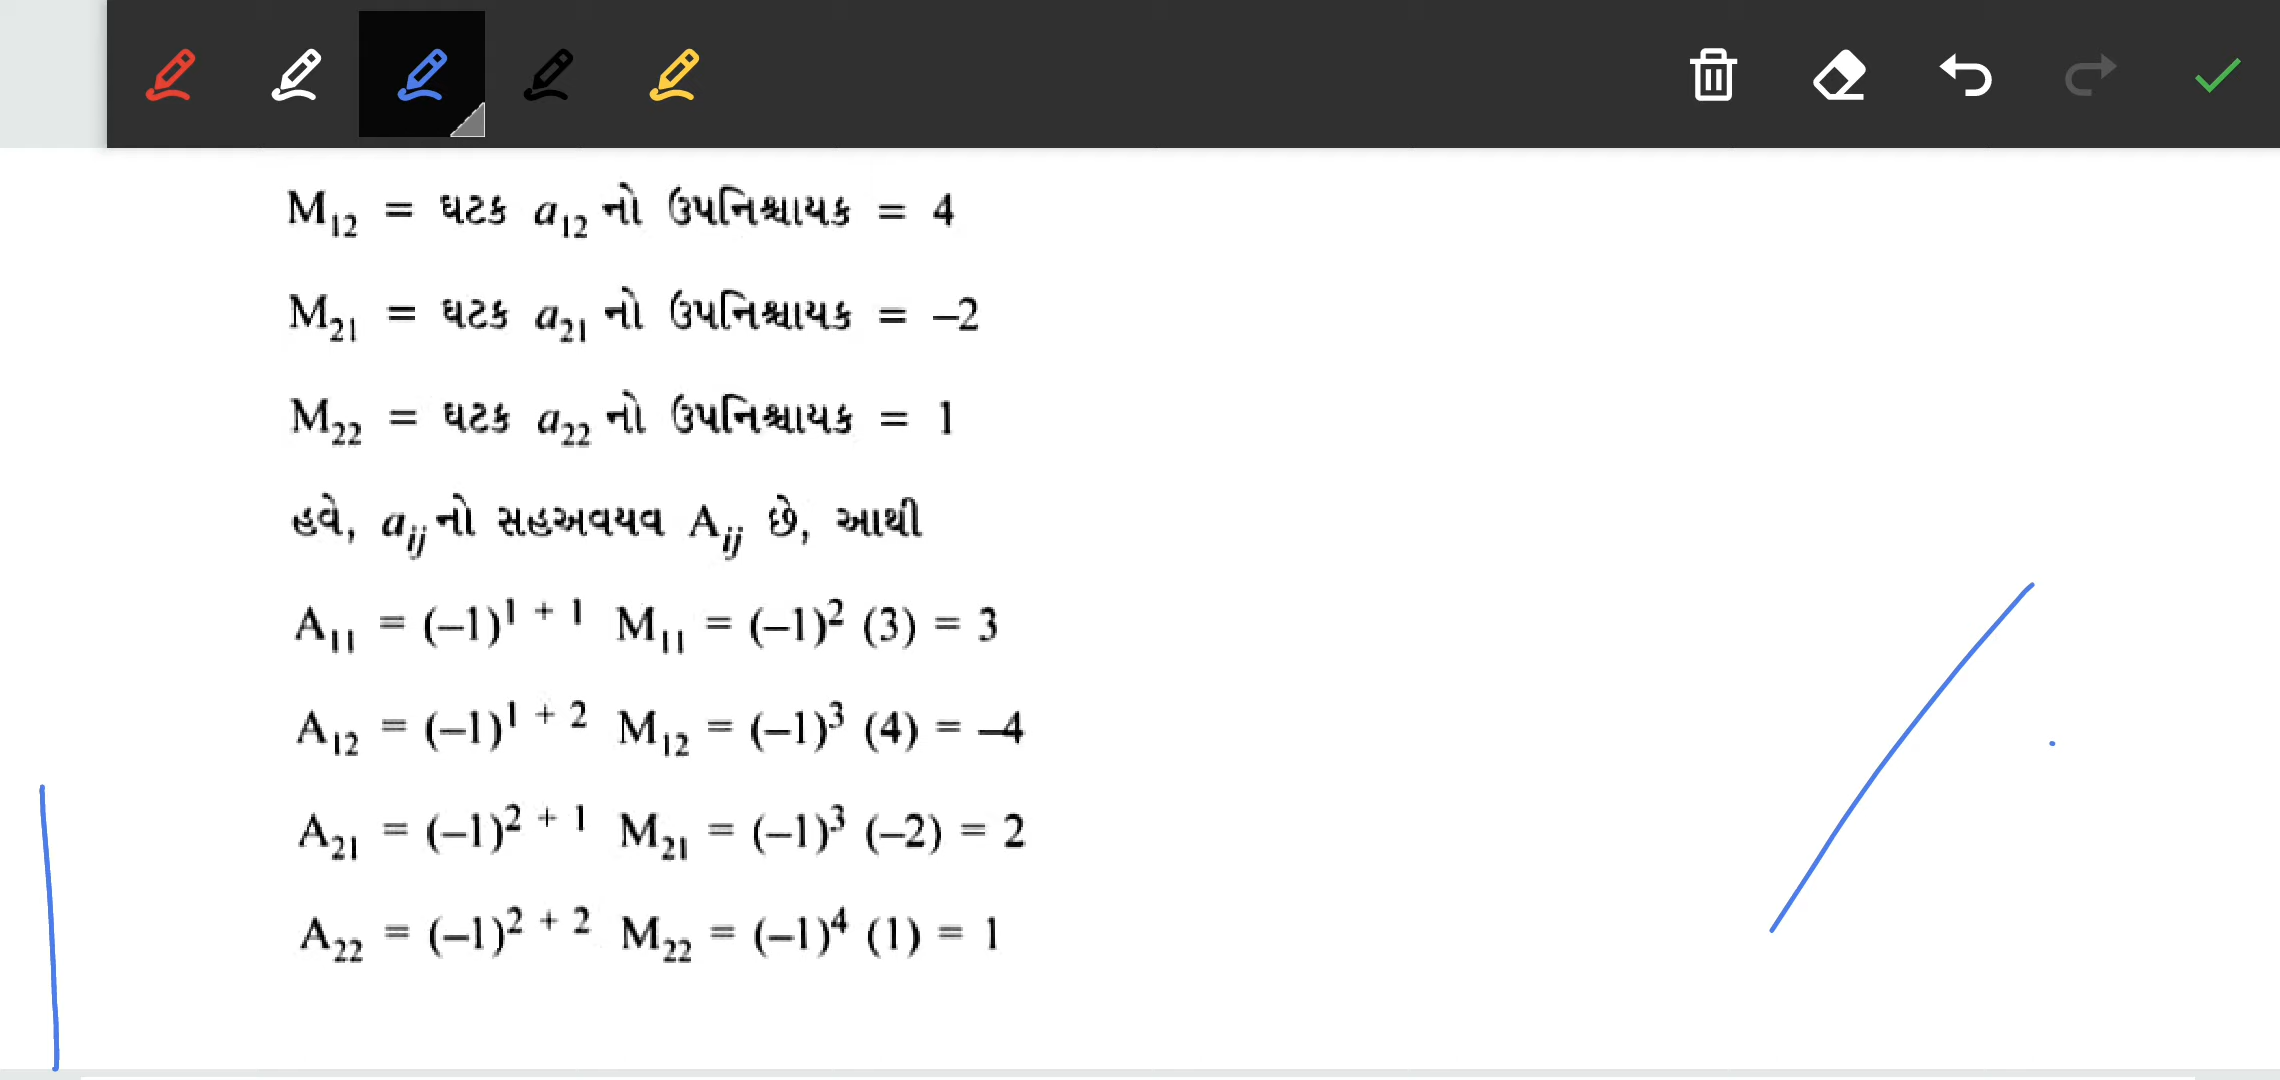 M₁₂ = ઘટક a₁₂ નો ઉપનિશ્ચાયક = 4
M₂₁ = ઘટક a₂₁ નો ઉપનિશ્ચાયક = –2
M₂₂ = ઘટક a₂₂ નો ઉપનિશ્ચાયક = 1
હવે, aᵢⱼ નો સહઅવયવ Aᵢⱼ છે, આથી
A₁₁ = (–1)¹ ⁺ ¹ M₁₁ = (–1)² (3) = 3
A₁₂ = (–1)¹ ⁺ ² M₁₂ = (–1)³ (4) = –4
A₂₁ = (–1)² ⁺ ¹ M₂₁ = (–1)³ (–2) = 2
A₂₂ = (–1)² ⁺ ² M₂₂ = (–1)⁴ (1) = 1